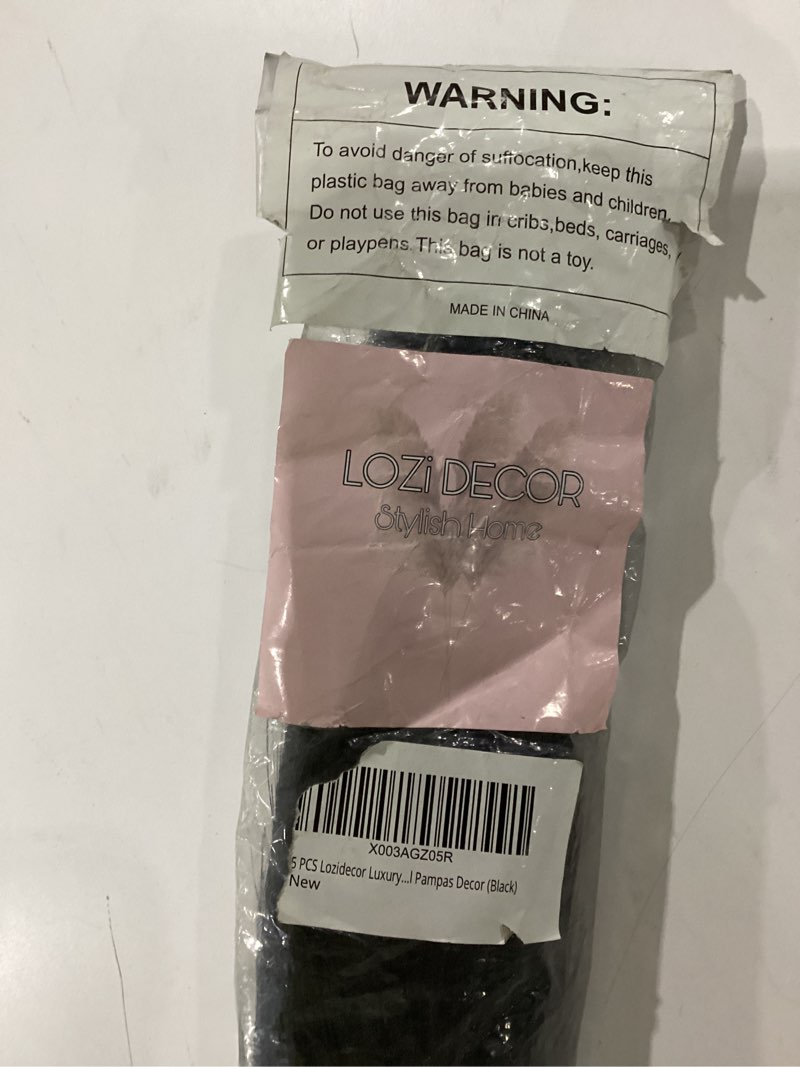 WARNING:
To avoid danger of suffocation,keep this
plastic bag away from babies and children.
Do not use this bag in cribs,beds, carriages,
or playpens. This bag is not a toy.
MADE IN CHINA
LOZi DECOR
Stylish Home
X003AGZ05R
5 PCS Lozidecor Luxury...l Pampas Decor (Black)
New